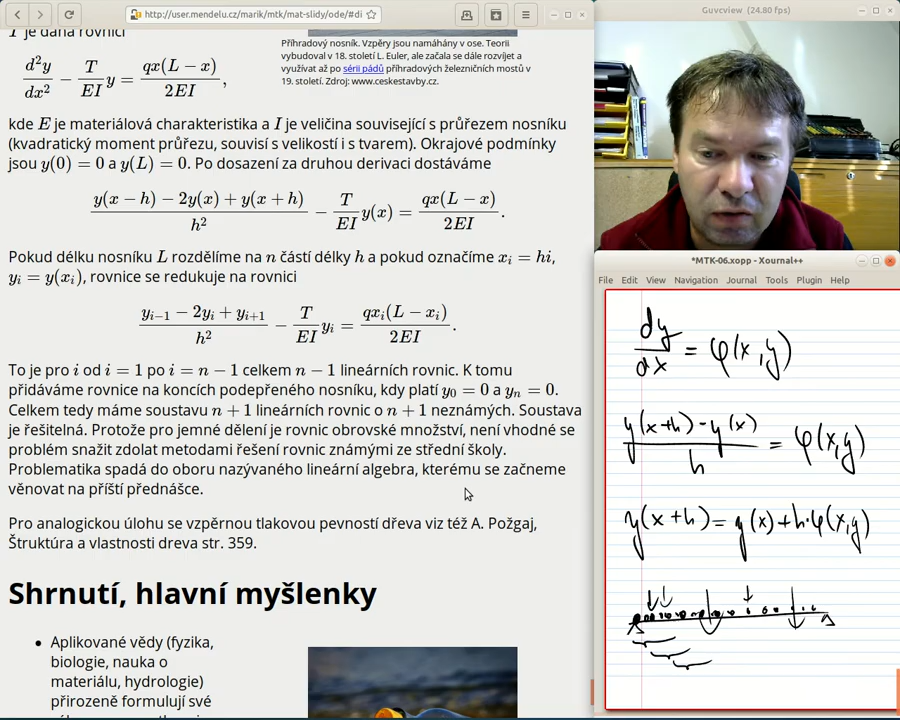 http://user.mendelu.cz/marik/mtk/mat-slidy/ode/#di
Guvcview (24.80 fps)
T je dána rovnicí
d²y/dx² − T/EI y = qx(L − x)/2EI,
Příhradový nosník. Vzpěry jsou namáhány v ose. Teorii
vybudoval v 18. století L. Euler, ale začala se dále rozvíjet a
využívat až po sérii pádů příhradových železničních mostů v
19. století. Zdroj: www.ceskestavby.cz.
kde E je materiálová charakteristika a I je veličina související s průřezem nosníku
(kvadratický moment průřezu, souvisí s velikostí i s tvarem). Okrajové podmínky
jsou y(0) = 0 a y(L) = 0. Po dosazení za druhou derivaci dostáváme
y(x − h) − 2y(x) + y(x + h)/h² − T/EI y(x) = qx(L − x)/2EI.
Pokud délku nosníku L rozdělíme na n částí délky h a pokud označíme xᵢ = hi,
yᵢ = y(xᵢ), rovnice se redukuje na rovnici
yᵢ₋₁ − 2yᵢ + yᵢ₊₁/h² − T/EI yᵢ = qxᵢ(L − xᵢ)/2EI.
To je pro i od i = 1 po i = n − 1 celkem n − 1 lineárních rovnic. K tomu
přidáváme rovnice na koncích podepřeného nosníku, kdy platí y₀ = 0 a yₙ = 0.
Celkem tedy máme soustavu n + 1 lineárních rovnic o n + 1 neznámých. Soustava
je řešitelná. Protože pro jemné dělení je rovnic obrovské množství, není vhodné se
problém snažit zdolat metodami řešení rovnic známými ze střední školy.
Problematika spadá do oboru nazývaného lineární algebra, kterému se začneme
věnovat na příští přednášce.
Pro analogickou úlohu se vzpěrnou tlakovou pevností dřeva viz též A. Požgaj,
Štruktúra a vlastnosti dreva str. 359.
Shrnutí, hlavní myšlenky
• Aplikované vědy (fyzika,
biologie, nauka o
materiálu, hydrologie)
přirozeně formulují své
*MTK-06.xopp - Xournal++
File Edit View Navigation Journal Tools Plugin Help
dy/dx = φ(x,y)
y(x+h) - y(x)/h = φ(x,y)
y(x+h) = y(x) + h·φ(x,y)